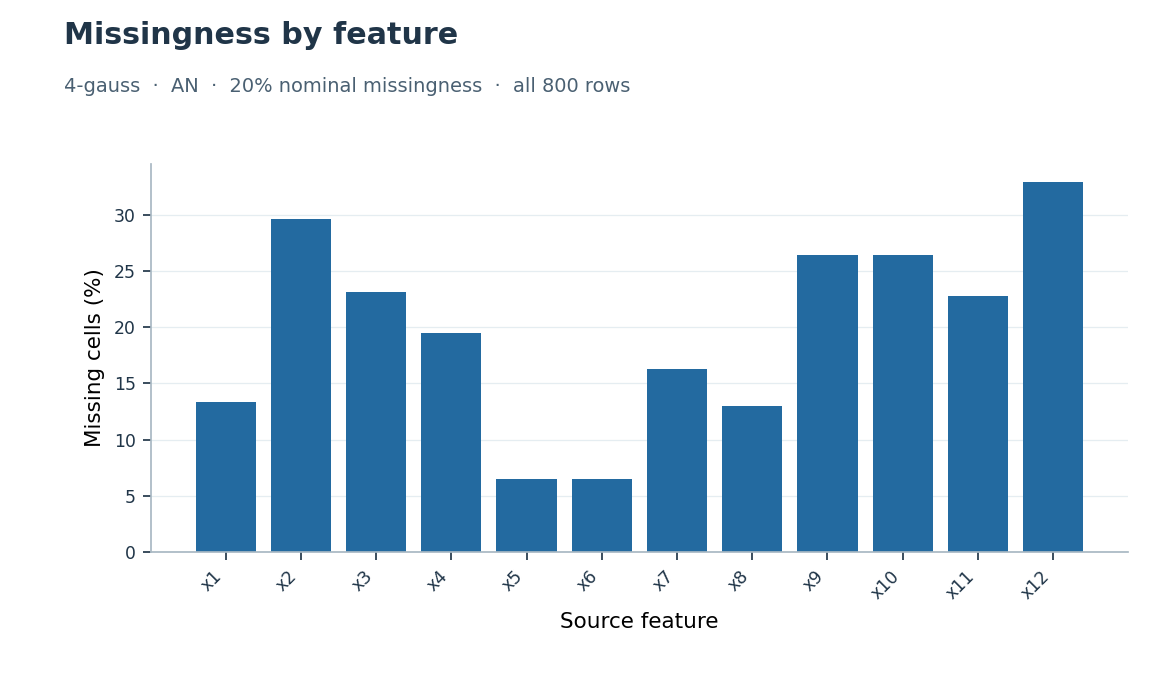 Missingness by feature
4-gauss · AN · 20% nominal missingness · all 800 rows
Missing cells (%)
30
25
20
15
10
5
0
x1 x2 x3 x4 x5 x6 x7 x8 x9 x10 x11 x12
Source feature